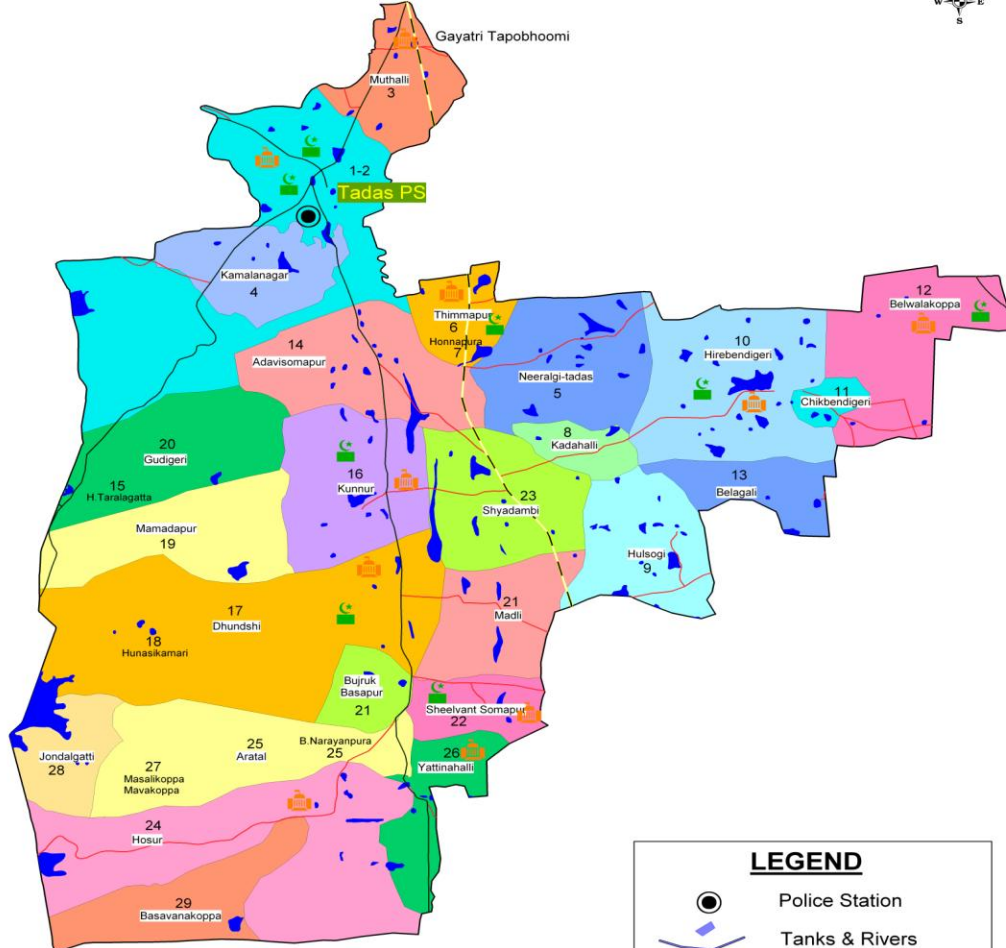 W E
S
Gayatri Tapobhoomi
Muthalli
3
1-2
Tadas PS
Kamalanagar
4
12
Belwalakoppa
Thimmapur
6
Honnapura
7
14
Adavisomapur
10
Hirebendigeri
Neeralgi-tadas
5
11
Chikbendigeri
8
Kadahalli
20
Gudigeri
15
H.Taralagatta
16
Kunnur
13
Belagali
23
Shyadambi
Mamadapur
19
Hulsogi
9
17
Dhundshi
21
Madli
18
Hunasikamari
Bujruk
Basapur
21
Sheelvant Somapur
22
B.Narayanpura
25
25
Aratal
26
Yattinahalli
Jondalgatti
28
27
Masalikoppa
Mavakoppa
24
Hosur
29
Basavanakoppa
LEGEND
Police Station
Tanks & Rivers